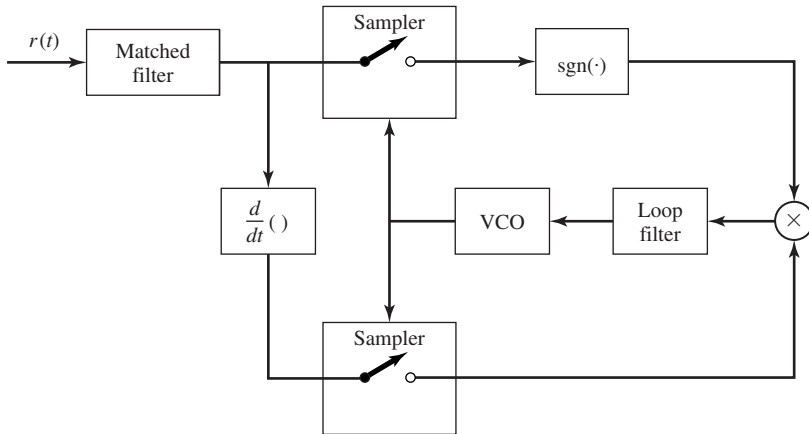 r(t)
Matched
filter
Sampler
sgn(·)
d
dt
( )
VCO
Loop
filter
×
Sampler